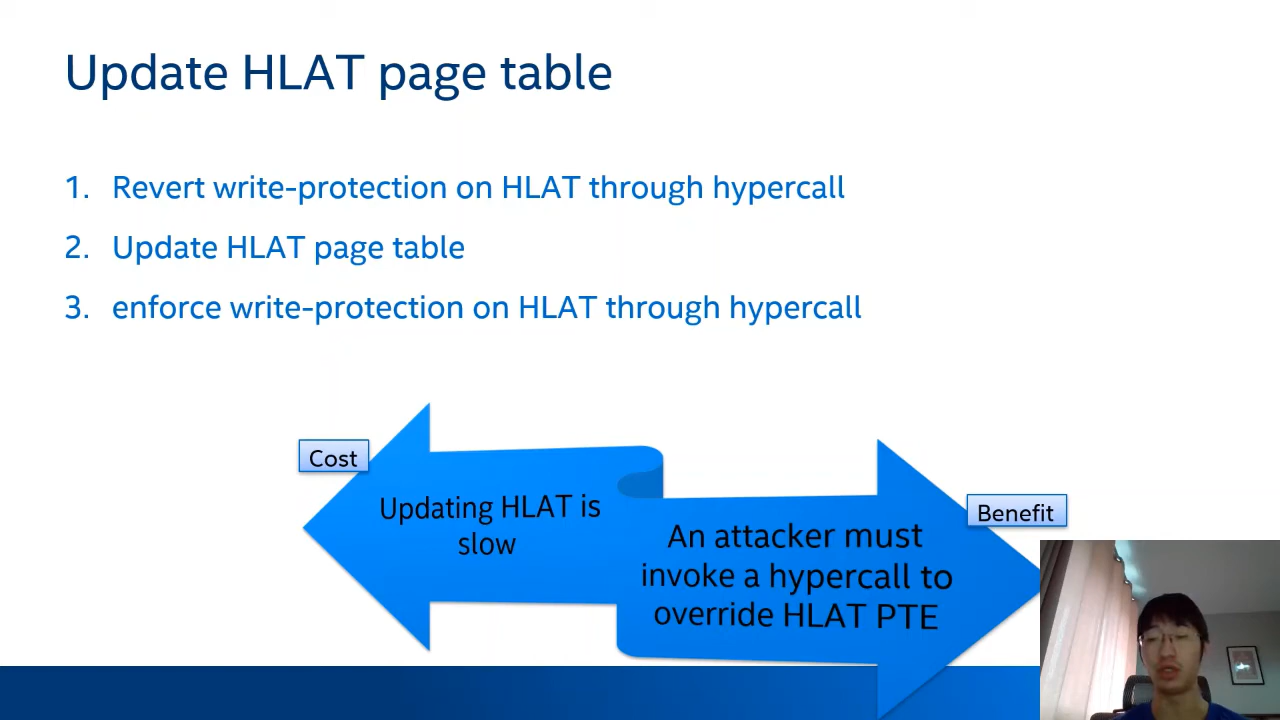 Update HLAT page table
1. Revert write-protection on HLAT through hypercall
2. Update HLAT page table
3. enforce write-protection on HLAT through hypercall
Cost
Updating HLAT is
slow
Benefit
An attacker must
invoke a hypercall to
override HLAT PTE